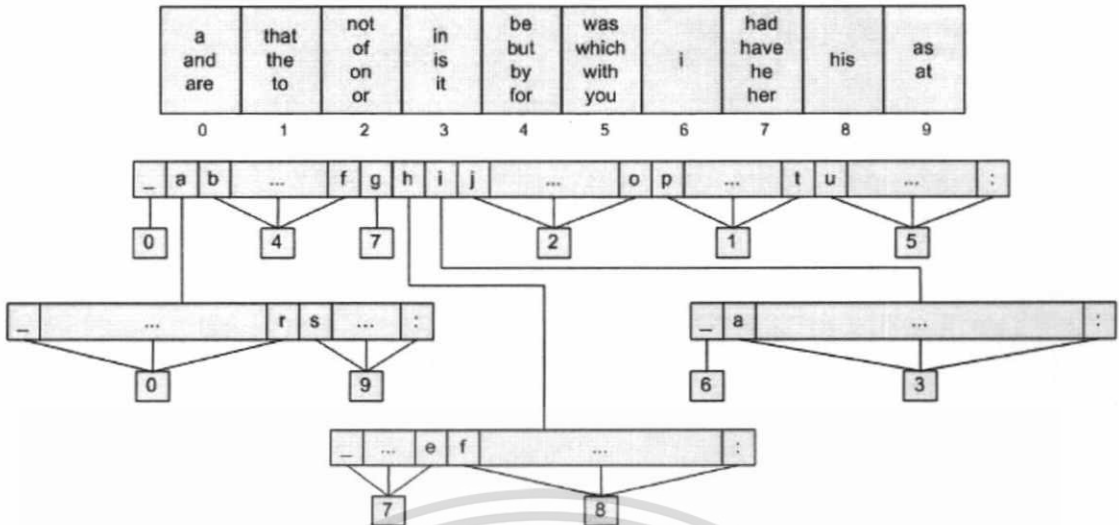 a and are
that the to
not of on or
in is it
be but by for
was which with you
i
had have he her
his
as at
0 1 2 3 4 5 6 7 8 9
_ a b ... f g h i j ... o p ... t u ... :
0 4 7 2 1 5
_ ... r s ... :
_ a ... :
0 9
6 3
_ ... e f ... :
7 8